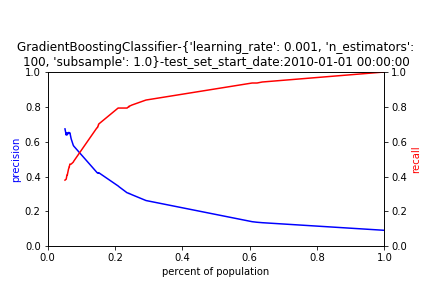 GradientBoostingClassifier-{'learning_rate': 0.001, 'n_estimators':
100, 'subsample': 1.0}-test_set_start_date:2010-01-01 00:00:00
1.0
0.8
0.6
0.4
0.2
0.0
precision
1.0
0.8
0.6
0.4
0.2
0.0
recall
0.0 0.2 0.4 0.6 0.8 1.0
percent of population